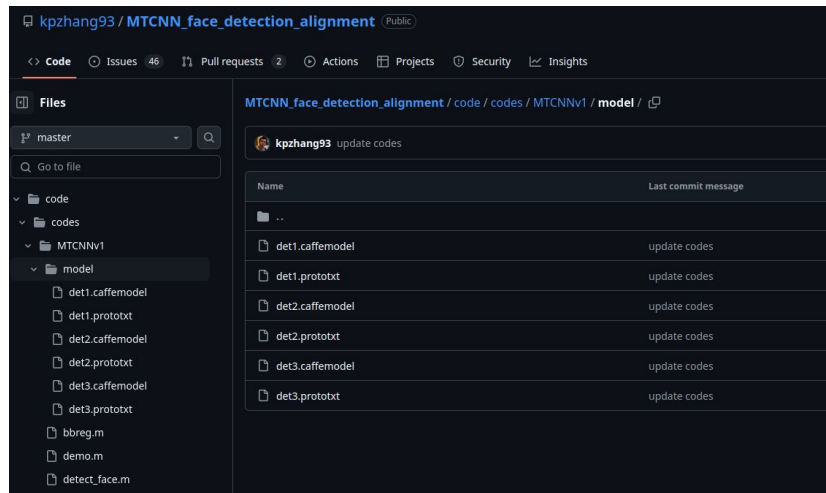 kpzhang93 / MTCNN_face_detection_alignment Public
Code Issues 46 Pull requests 2 Actions Projects Security Insights
Files
master
Go to file
code
codes
MTCNNv1
model
det1.caffemodel
det1.prototxt
det2.caffemodel
det2.prototxt
det3.caffemodel
det3.prototxt
bbreg.m
demo.m
detect_face.m
MTCNN_face_detection_alignment / code / codes / MTCNNv1 / model /
kpzhang93 update codes
Name Last commit message
..
det1.caffemodel update codes
det1.prototxt update codes
det2.caffemodel update codes
det2.prototxt update codes
det3.caffemodel update codes
det3.prototxt update codes